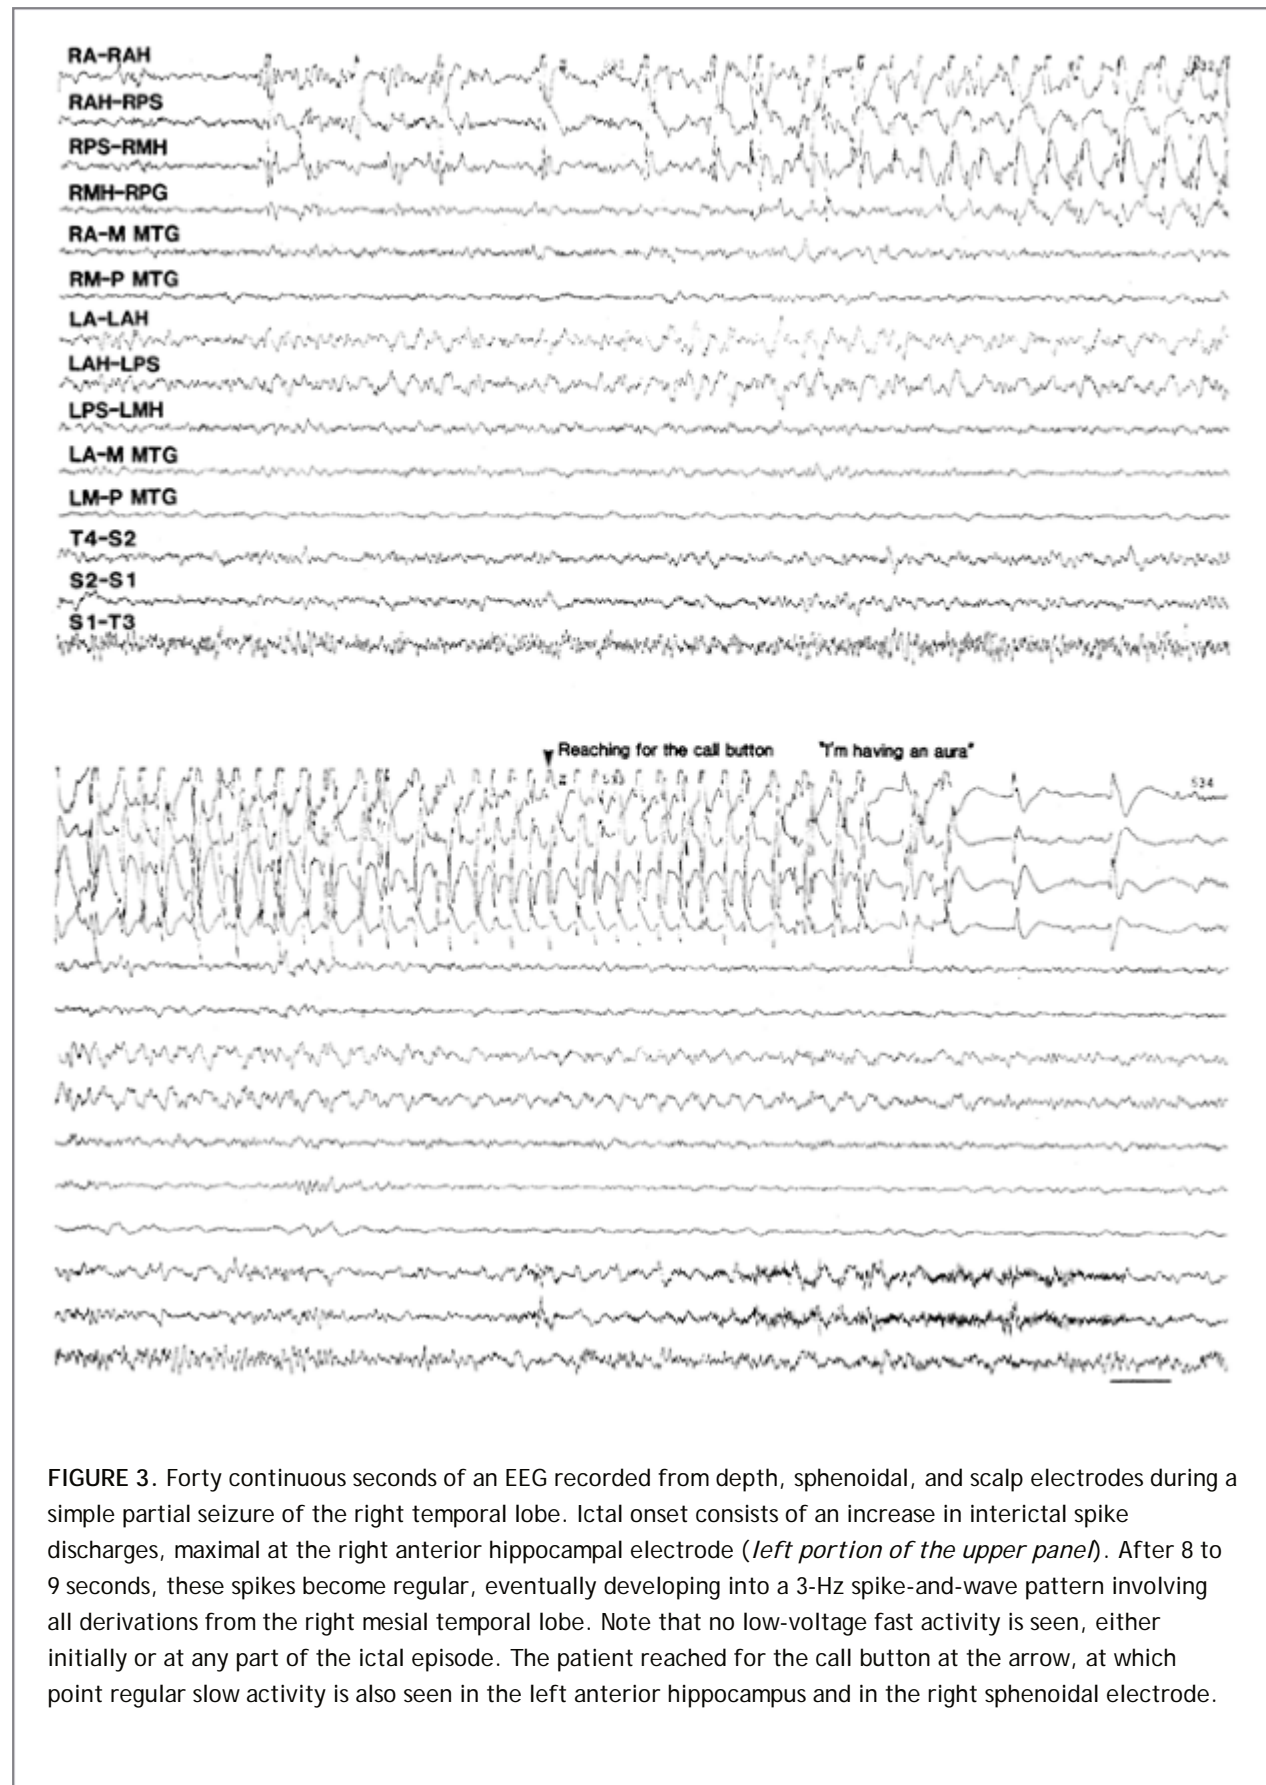 RA-RAH
RAH-RPS
RPS-RMH
RMH-RPG
RA-M MTG
RM-P MTG
LA-LAH
LAH-LPS
LPS-LMH
LA-M MTG
LM-P MTG
T4-S2
S2-S1
S1-T3
Reaching for the call button "I'm having an aura"
534
FIGURE 3. Forty continuous seconds of an EEG recorded from depth, sphenoidal, and scalp electrodes during a
simple partial seizure of the right temporal lobe. Ictal onset consists of an increase in interictal spike
discharges, maximal at the right anterior hippocampal electrode (left portion of the upper panel). After 8 to
9 seconds, these spikes become regular, eventually developing into a 3-Hz spike-and-wave pattern involving
all derivations from the right mesial temporal lobe. Note that no low-voltage fast activity is seen, either
initially or at any part of the ictal episode. The patient reached for the call button at the arrow, at which
point regular slow activity is also seen in the left anterior hippocampus and in the right sphenoidal electrode.